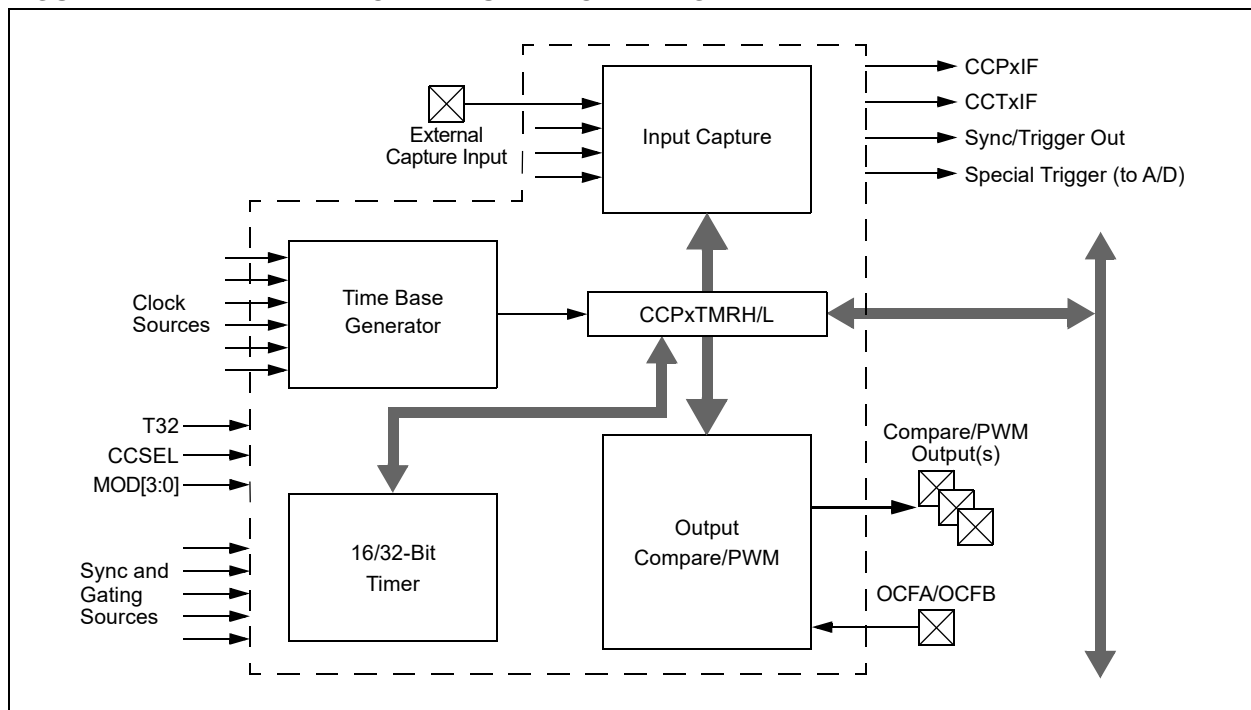 CCPxIF
CCTxIF
Sync/Trigger Out
Special Trigger (to A/D)
External
Capture Input
Input Capture
Clock
Sources
Time Base
Generator
CCPxTMRH/L
T32
CCSEL
MOD[3:0]
Sync and
Gating
Sources
16/32-Bit
Timer
Output
Compare/PWM
Compare/PWM
Output(s)
OCFA/OCFB